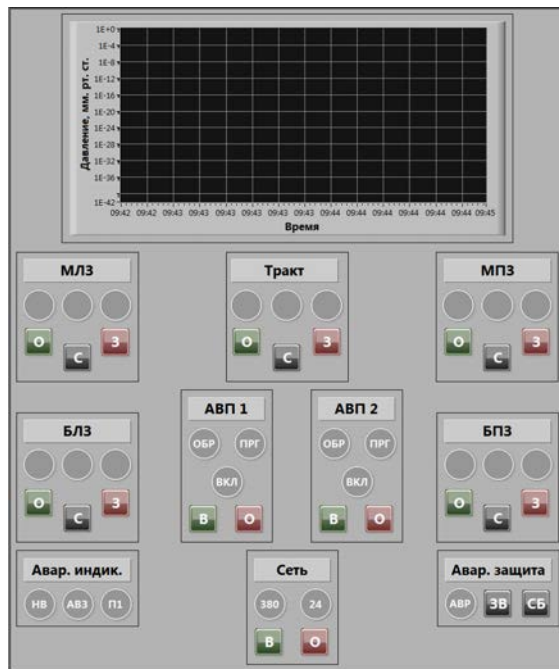 Давление, мм. рт. ст.
1E+0
1E-4
1E-8
1E-12
1E-16
1E-20
1E-24
1E-28
1E-32
1E-36
1E-42
09:42 09:42 09:43 09:43 09:43 09:43 09:43 09:43 09:44 09:44 09:44 09:44 09:44 09:44 09:45
Время
МЛЗ Тракт МПЗ
О С З О С З О С З
АВП 1 АВП 2
ОБР ПРГ ОБР ПРГ
ВКЛ ВКЛ
В О В О
БЛЗ БПЗ
О С З О С З
Авар. индик. Сеть Авар. защита
НВ АВЗ П1 380 24 АВР ЗВ СБ
В О